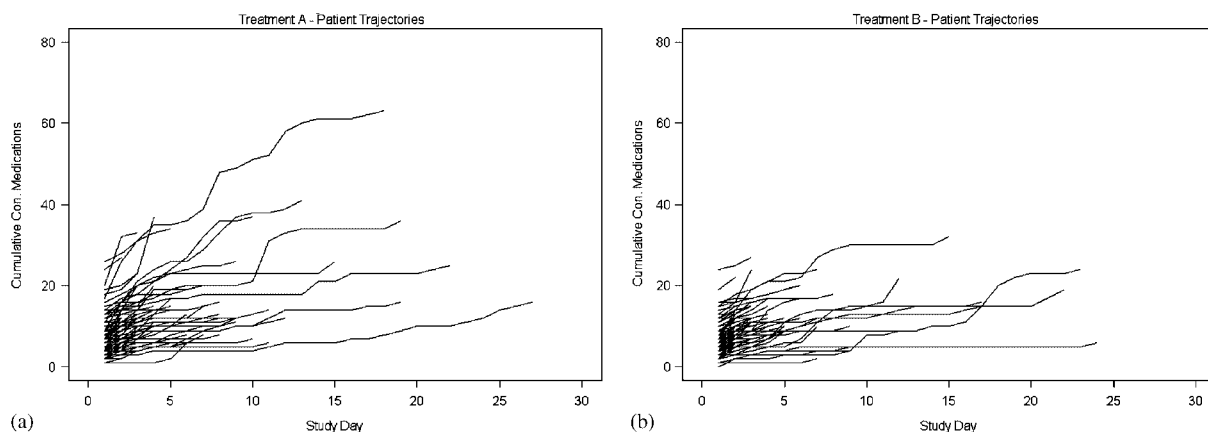 Treatment A - Patient Trajectories
80
60
40
20
0
Cumulative Con. Medications
0 5 10 15 20 25 30
Study Day
(a)
Treatment B - Patient Trajectories
80
60
40
20
0
Cumulative Con. Medications
0 5 10 15 20 25 30
Study Day
(b)